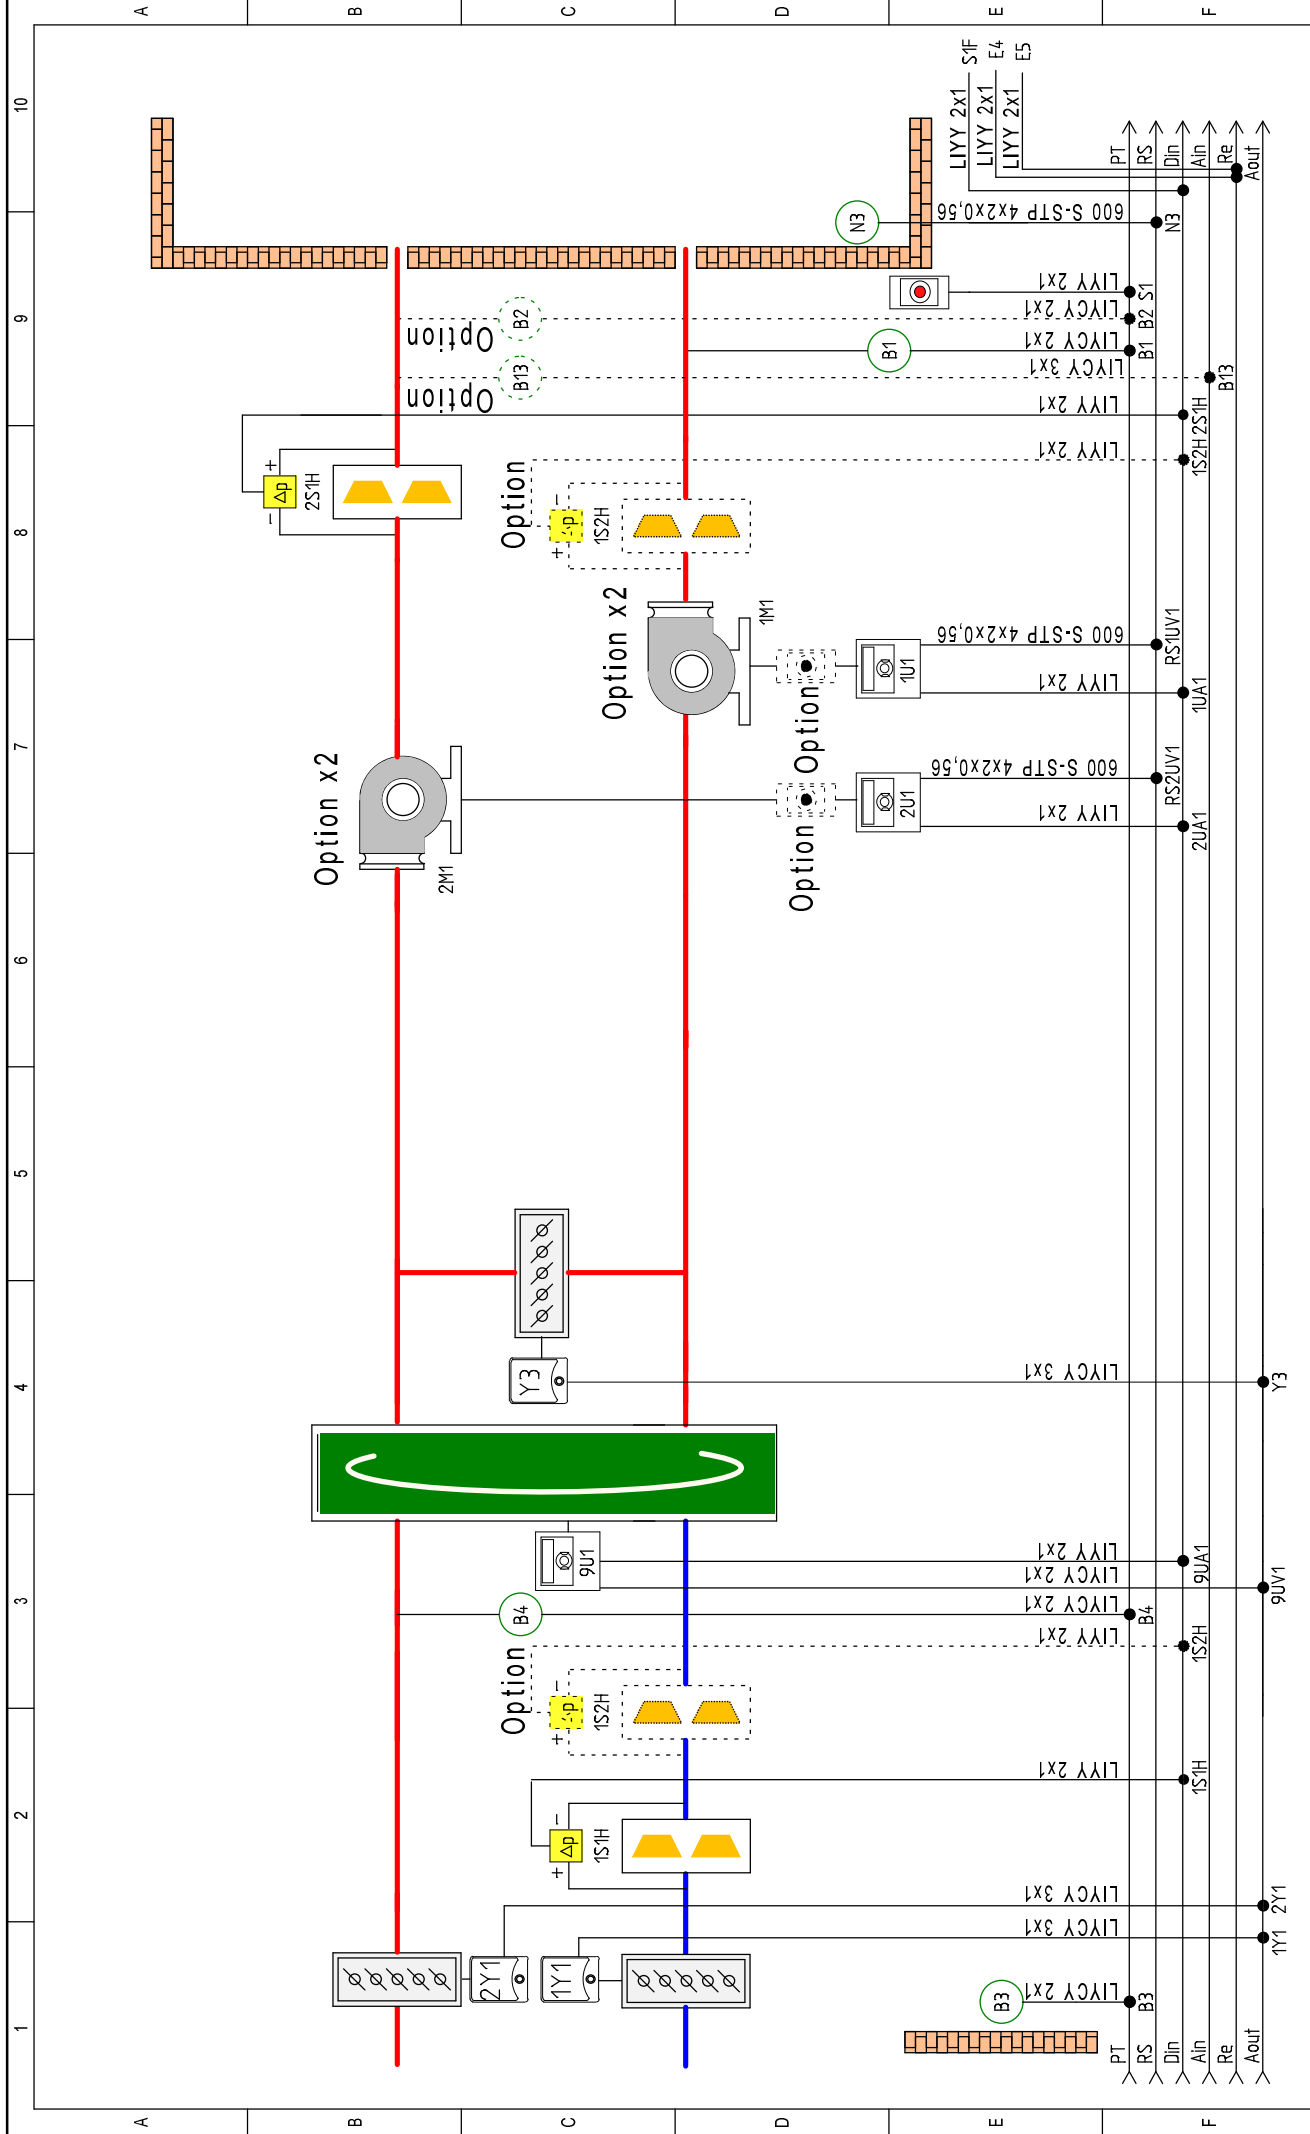 A
B
C
D
E
F
10
9
8
7
6
5
4
3
2
1
S1F
E4
E5
LIYY 2x1
LIYY 2x1
LIYY 2x1
PT
RS
Din
Ain
Re
Aout
N3
600 S-STP 4x2x0,56
N3
LIYY 2x1
S1
Option
B2
LIYCY 2x1
B2
B1
LIYCY 2x1
B1
Option
B13
LIYCY 3x1
B13
LIYY 2x1
2S1H
+
Δp
-
2S1H
Option
LIYY 2x1
1S2H
-
Δp
+
1S2H
Option x2
1M1
Option
1U1
600 S-STP 4x2x0,56
RS1UV1
LIYY 2x1
1UA1
Option x2
2M1
Option
2U1
600 S-STP 4x2x0,56
RS2UV1
LIYY 2x1
2UA1
Y3
LIYCY 3x1
Y3
9U1
LIYY 2x1
9UA1
LIYCY 2x1
9UV1
B4
LIYCY 2x1
B4
Option
LIYY 2x1
1S2H
-
Δp
+
1S2H
LIYY 2x1
1S1H
-
Δp
+
1S1H
LIYCY 3x1
2Y1
LIYCY 3x1
1Y1
2Y1
1Y1
B3
LIYCY 2x1
B3
PT
RS
Din
Ain
Re
Aout
A
B
C
D
E
F